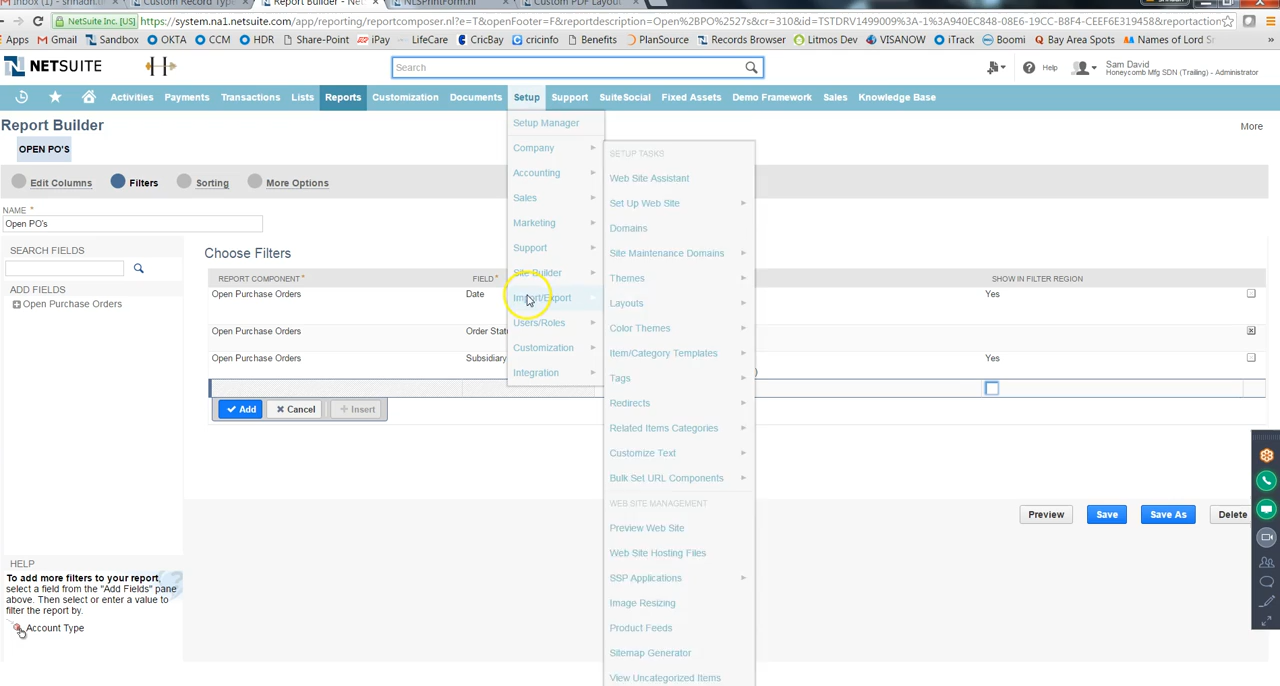 Inbox (1) - shhadn.sh
Custom Record Type
Report Builder - Net
NLSPrintForm.nl
Custom PDF Layout
NetSuite Inc. [US]
https://system.na1.netsuite.com/app/reporting/reportcomposer.nl?e=T&openFooter=F&reportdescription=Open%2BPO%2527s&cr=310&id=TSTDRV1499009%3A-1%3A940EC848-08E6-19CC-B8F4-CEEF6E319458&reportaction
Apps Gmail Sandbox OKTA CCM HDR Share-Point iPay LifeCare CricBay cricinfo Benefits PlanSource Records Browser Litmos Dev VISANOW iTrack Boomi Bay Area Spots Names of Lord Sr »
NETSUITE
Search
Help
Sam David
Honeycomb Mfg SDN (Trailing) - Administrator
Activities Payments Transactions Lists Reports Customization Documents Setup Support SuiteSocial Fixed Assets Demo Framework Sales Knowledge Base
Report Builder
More
OPEN PO'S
Edit Columns Filters Sorting More Options
NAME *
Open PO's
SEARCH FIELDS
ADD FIELDS
Open Purchase Orders
Choose Filters
REPORT COMPONENT * FIELD * SHOW IN FILTER REGION
Open Purchase Orders Date Yes
Open Purchase Orders Order Stat
Open Purchase Orders Subsidiary ) Yes
Add Cancel Insert
Setup Manager
Company
Accounting
Sales
Marketing
Support
Site Builder
Import/Export
Users/Roles
Customization
Integration
SETUP TASKS
Web Site Assistant
Set Up Web Site
Domains
Site Maintenance Domains
Themes
Layouts
Color Themes
Item/Category Templates
Tags
Redirects
Related Items Categories
Customize Text
Bulk Set URL Components
WEB SITE MANAGEMENT
Preview Web Site
Web Site Hosting Files
SSP Applications
Image Resizing
Product Feeds
Sitemap Generator
View Uncategorized Items
Preview Save Save As Delete
HELP
To add more filters to your report,
select a field from the "Add Fields" pane
above. Then select or enter a value to
filter the report by.
Account Type